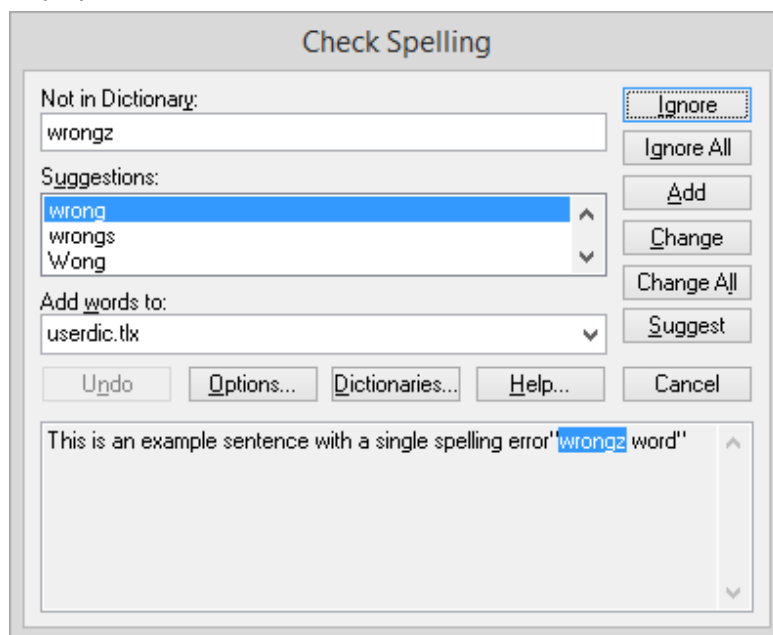 Check Spelling
Not in Dictionary:
wrongz
Suggestions:
wrong
wrongs
Wong
Add words to:
userdic.tlx
Ignore
Ignore All
Add
Change
Change All
Suggest
Undo Options... Dictionaries... Help... Cancel
This is an example sentence with a single spelling error"wrongz word"